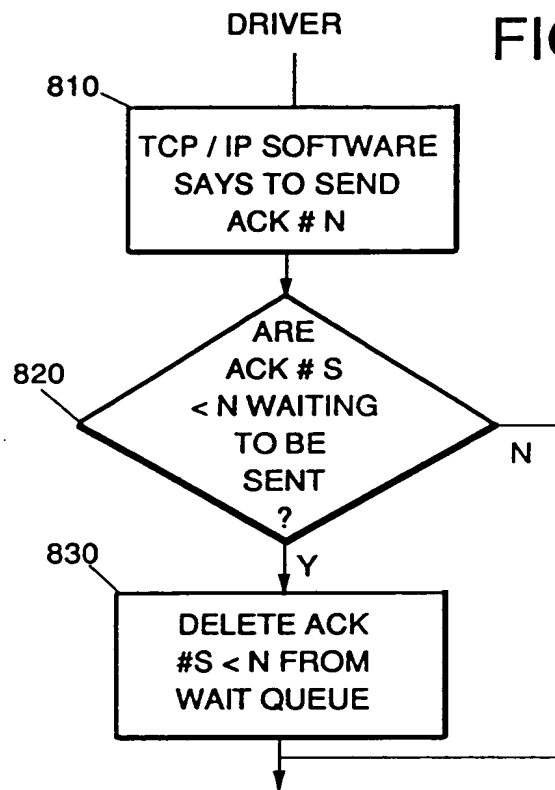 DRIVER
FIG
810
TCP / IP SOFTWARE
SAYS TO SEND
ACK # N
820
ARE
ACK # S
< N WAITING
TO BE
SENT
?
N
Y
830
DELETE ACK
#S < N FROM
WAIT QUEUE